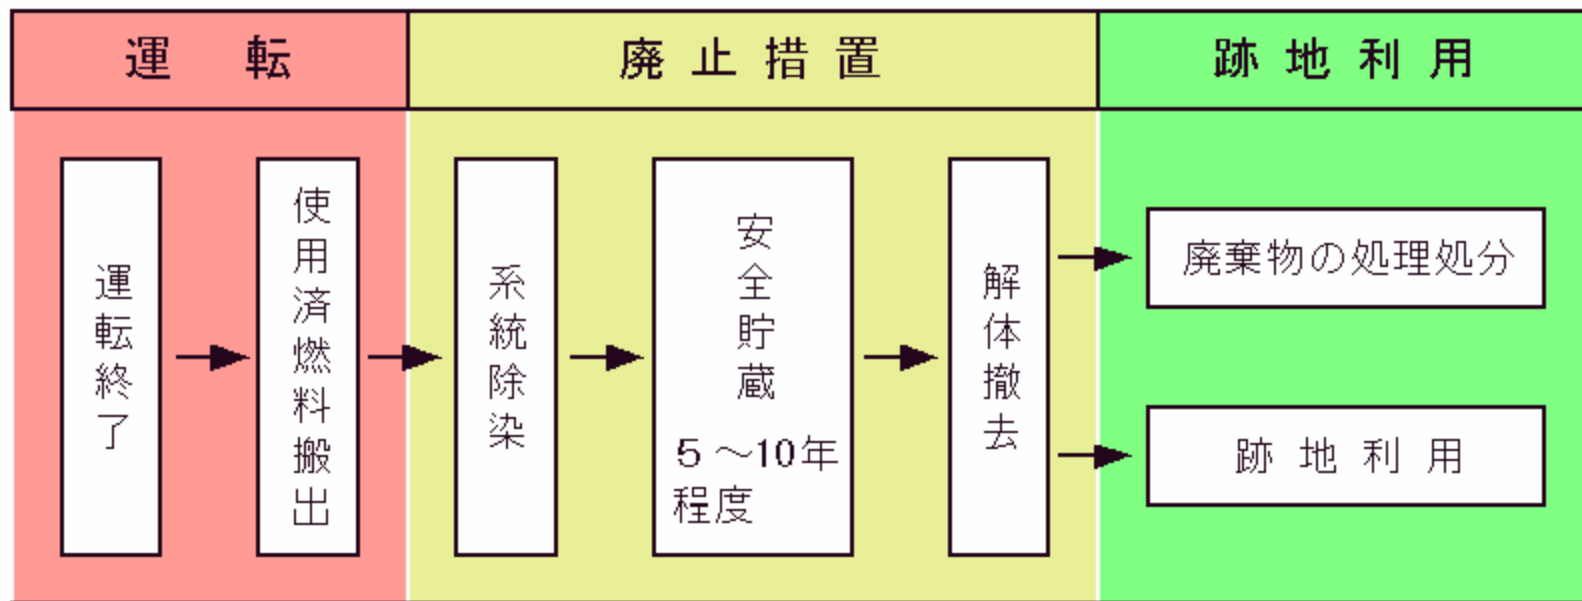 運転
廃止措置
跡地利用
運転終了
使用済燃料搬出
系統除染
安全貯蔵
5～10年
程度
解体撤去
廃棄物の処理処分
跡地利用